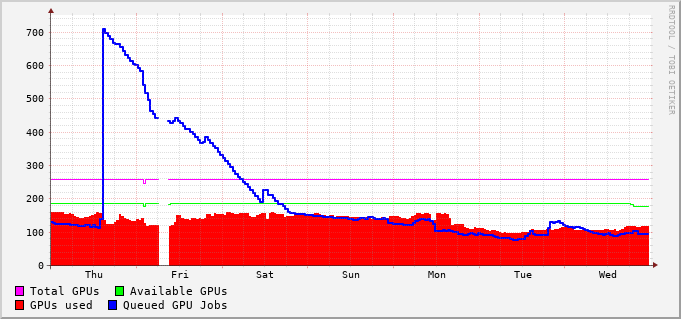 700
600
500
400
300
200
100
0
Thu Fri Sat Sun Mon Tue Wed
Total GPUs Available GPUs
GPUs used Queued GPU Jobs
RRDTOOL / TOBI OETIKER